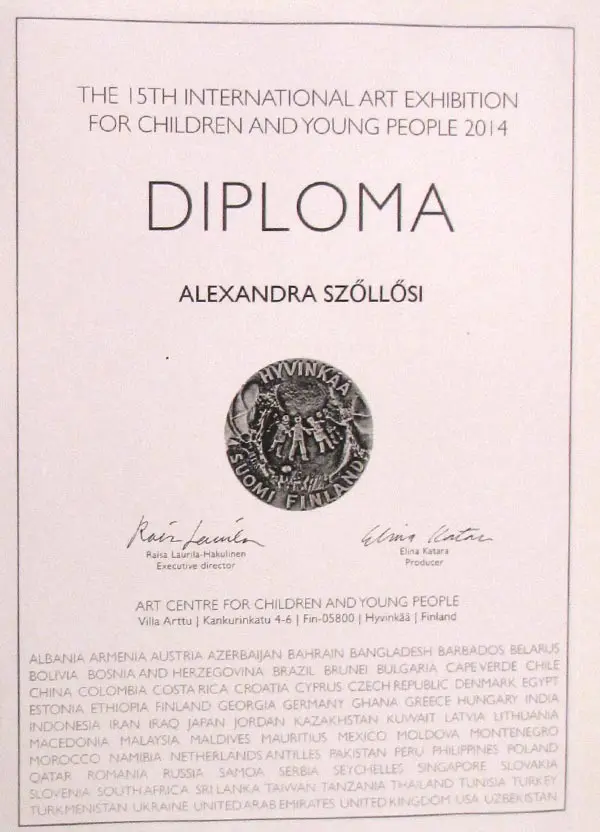 THE 15TH INTERNATIONAL ART EXHIBITION
FOR CHILDREN AND YOUNG PEOPLE 2014
DIPLOMA
ALEXANDRA SZŐLLŐSI
HYVINKÄÄ
SUOMI FINLAND
Raisa Laurila-Hakulinen
Executive director
Elina Katara
Elina Katara
Producer
ART CENTRE FOR CHILDREN AND YOUNG PEOPLE
Villa Arttu | Kankurinkatu 4-6 | Fin-05800 | Hyvinkää | Finland
ALBANIA ARMENIA AUSTRIA AZERBAIJAN BAHRAIN BANGLADESH BARBADOS BELARUS
BOLIVIA BOSNIA AND HERZEGOVINA BRAZIL BRUNEI BULGARIA CAPE VERDE CHILE
CHINA COLOMBIA COSTA RICA CROATIA CYPRUS CZECH REPUBLIC DENMARK EGYPT
ESTONIA ETHIOPIA FINLAND GEORGIA GERMANY GHANA GREECE HUNGARY INDIA
INDONESIA IRAN IRAQ JAPAN JORDAN KAZAKHSTAN KUWAIT LATVIA LITHUANIA
MACEDONIA MALAYSIA MALDIVES MAURITIUS MEXICO MOLDOVA MONTENEGRO
MOROCCO NAMIBIA NETHERLANDS ANTILLES PAKISTAN PERU PHILIPPINES POLAND
QATAR ROMANIA RUSSIA SAMOA SERBIA SEYCHELLES SINGAPORE SLOVAKIA
SLOVENIA SOUTH AFRICA SRI LANKA TAIWAN TANZANIA THAILAND TUNISIA TURKEY
TURKMENISTAN UKRAINE UNITED ARAB EMIRATES UNITED KINGDOM USA UZBEKISTAN